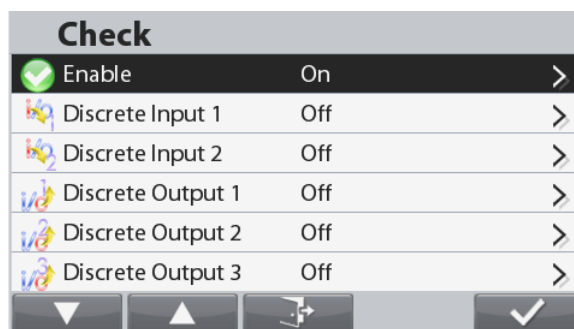 Check
Enable On
Discrete Input 1 Off
Discrete Input 2 Off
Discrete Output 1 Off
Discrete Output 2 Off
Discrete Output 3 Off